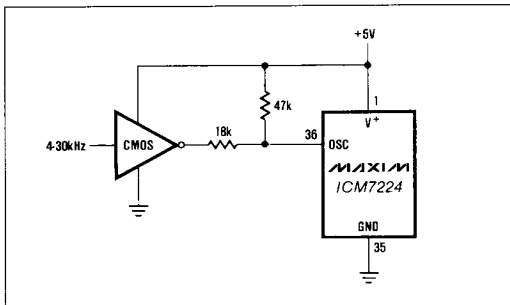 +5V
47k
1
V+
4-30kHz
CMOS
18k
36
OSC
MAXIM
ICM7224
GND
35